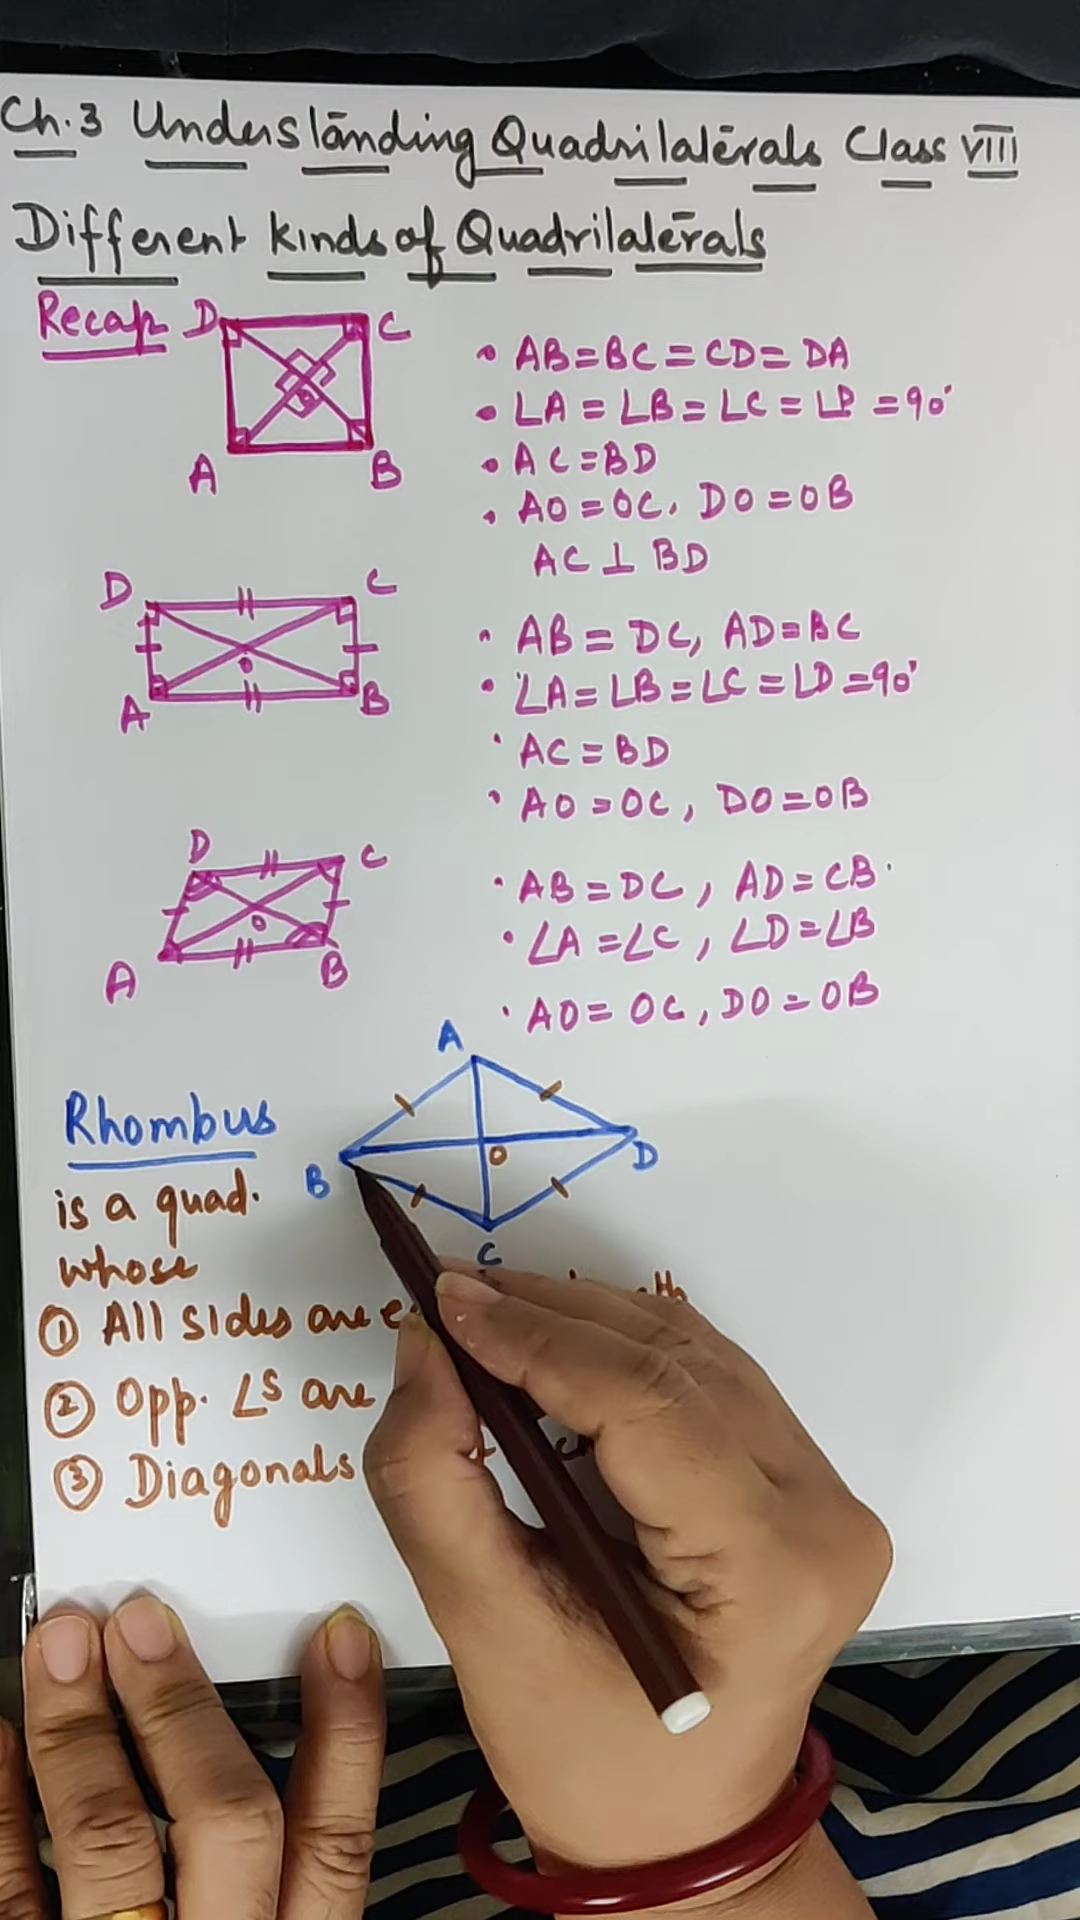 Ch.3 Understanding Quadrilaterals Class VIII
Different kinds of Quadrilaterals
Recap
D C
A B
• AB = BC = CD = DA
• ∠A = ∠B = ∠C = ∠D = 90°
• AC = BD
• AO = OC, DO = OB
AC ⊥ BD
D C
O
A B
• AB = DC, AD = BC
• ∠A = ∠B = ∠C = ∠D = 90°
• AC = BD
• AO = OC, DO = OB
D C
O
A B
• AB = DC, AD = CB
• ∠A = ∠C, ∠D = ∠B
• AO = OC, DO = OB
A
B O D
C
Rhombus
is a quad.
whose
① All sides are
② Opp. ∠s are
③ Diagonals